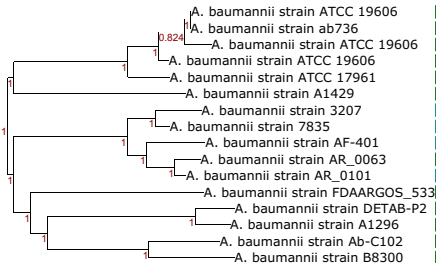 A. baumannii strain ATCC 19606
A. baumannii strain ab736
0.824
1
A. baumannii strain ATCC 19606
1
A. baumannii strain ATCC 19606
1
A. baumannii strain ATCC 17961
1
A. baumannii strain A1429
1
A. baumannii strain 3207
1
A. baumannii strain 7835
1
A. baumannii strain AF-401
1
A. baumannii strain AR_0063
1
A. baumannii strain AR_0101
1
1
A. baumannii strain FDAARGOS_533
1
A. baumannii strain DETAB-P2
1
A. baumannii strain A1296
1
A. baumannii strain Ab-C102
1
A. baumannii strain B8300
1